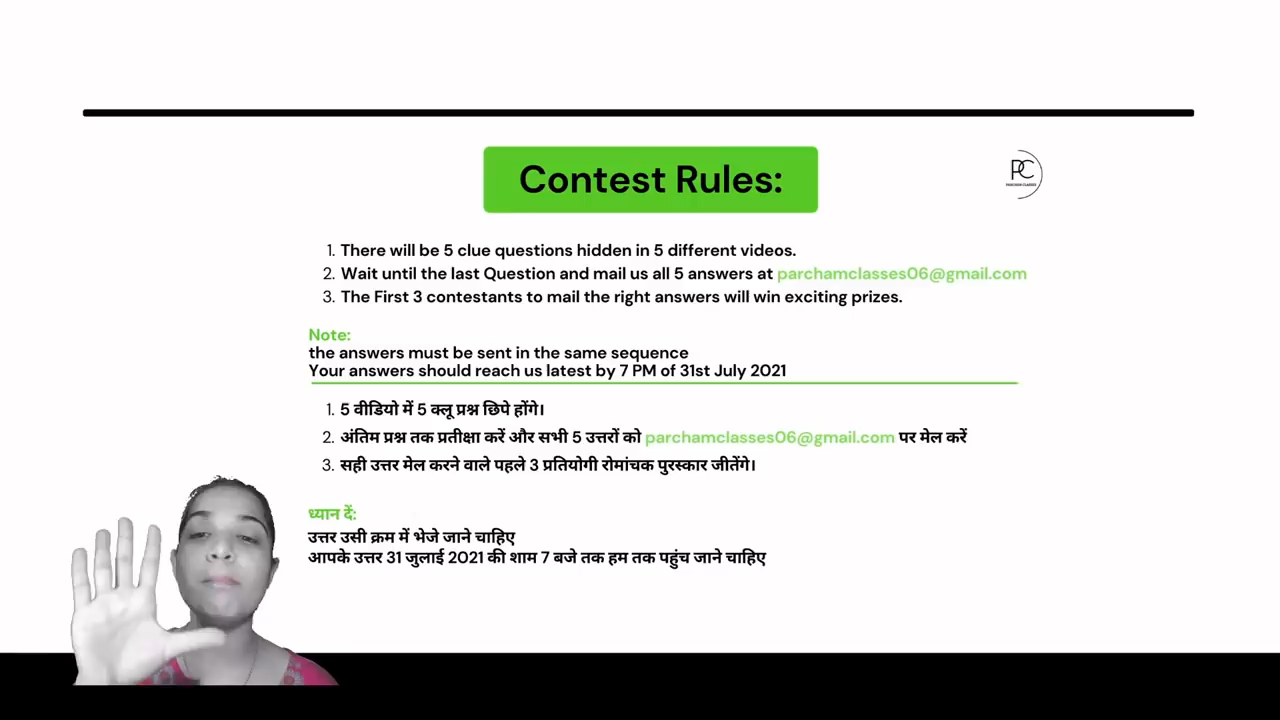 Contest Rules:
PC
1. There will be 5 clue questions hidden in 5 different videos.
2. Wait until the last Question and mail us all 5 answers at parchamclasses06@gmail.com
3. The First 3 contestants to mail the right answers will win exciting prizes.
Note:
the answers must be sent in the same sequence
Your answers should reach us latest by 7 PM of 31st July 2021
1. 5 वीडियो में 5 क्लू प्रश्न छिपे होंगे।
2. अंतिम प्रश्न तक प्रतीक्षा करें और सभी 5 उत्तरों को parchamclasses06@gmail.com पर मेल करें
3. सही उत्तर मेल करने वाले पहले 3 प्रतियोगी रोमांचक पुरस्कार जीतेंगे।
ध्यान दें:
उत्तर उसी क्रम में भेजे जाने चाहिए
आपके उत्तर 31 जुलाई 2021 की शाम 7 बजे तक हम तक पहुंच जाने चाहिए